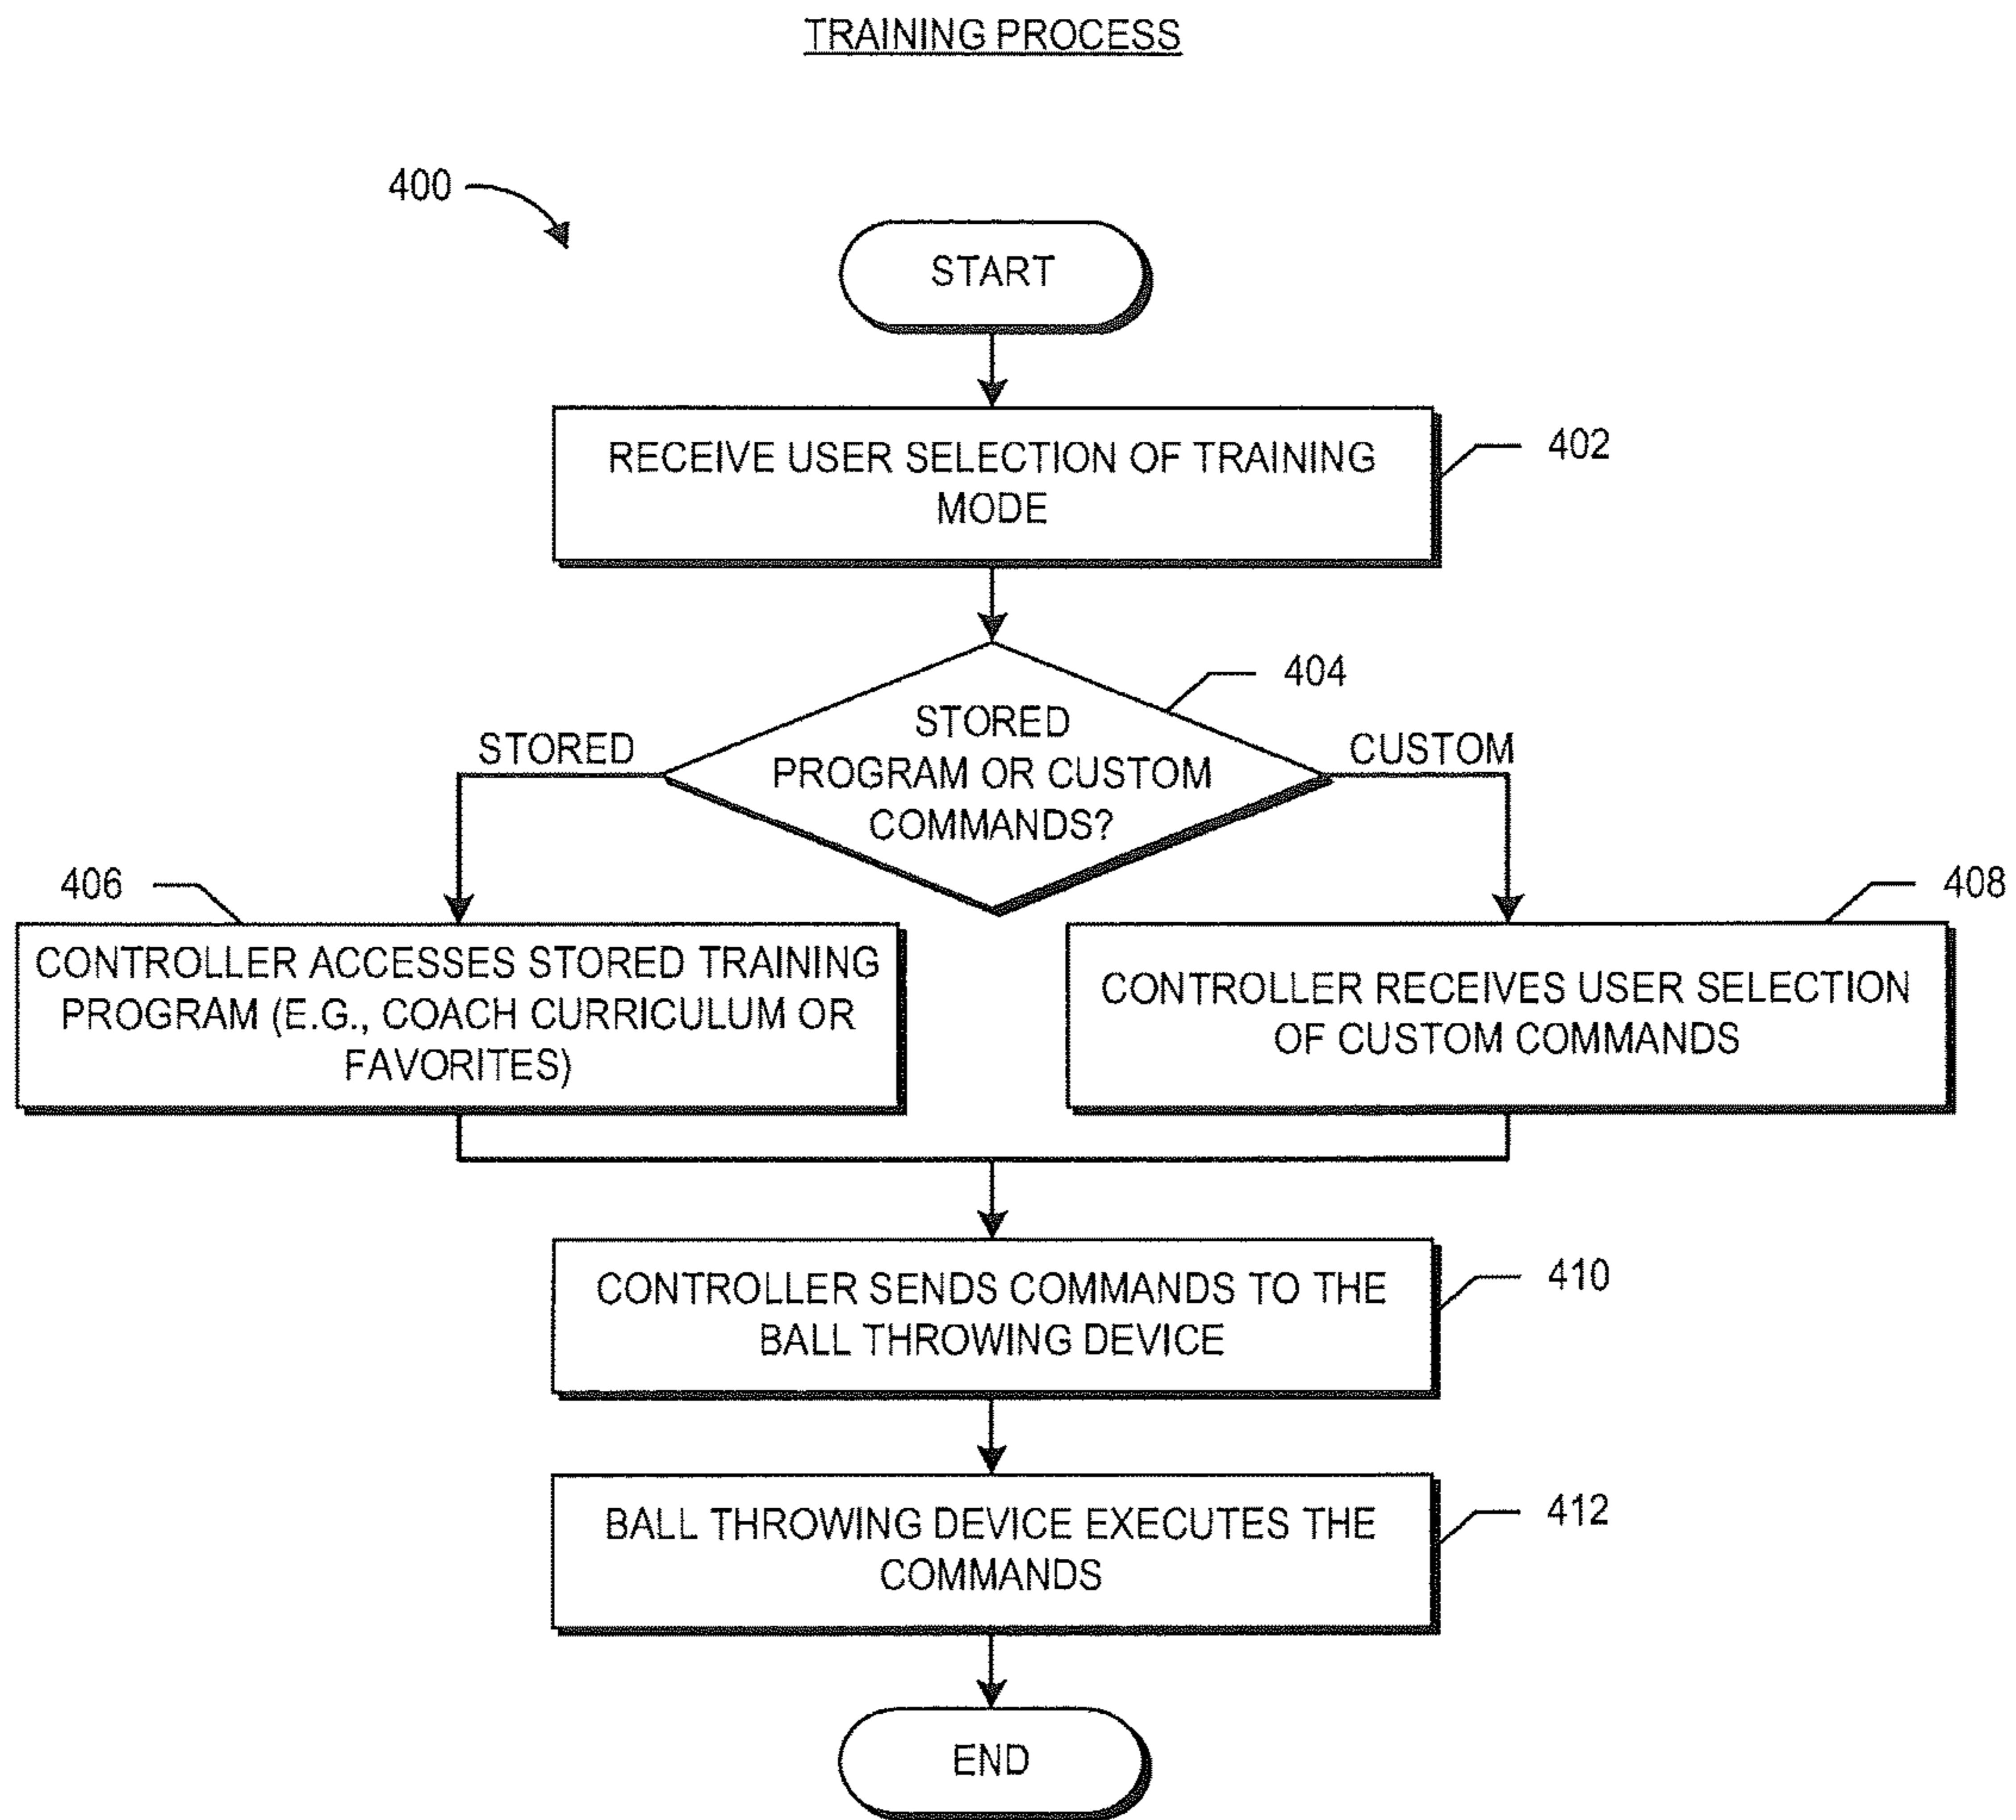 TRAINING PROCESS
400
START
RECEIVE USER SELECTION OF TRAINING
MODE
402
404
STORED
PROGRAM OR CUSTOM
COMMANDS?
STORED
CUSTOM
406
CONTROLLER ACCESSES STORED TRAINING
PROGRAM (E.G., COACH CURRICULUM OR
FAVORITES)
408
CONTROLLER RECEIVES USER SELECTION
OF CUSTOM COMMANDS
CONTROLLER SENDS COMMANDS TO THE
BALL THROWING DEVICE
410
BALL THROWING DEVICE EXECUTES THE
COMMANDS
412
END